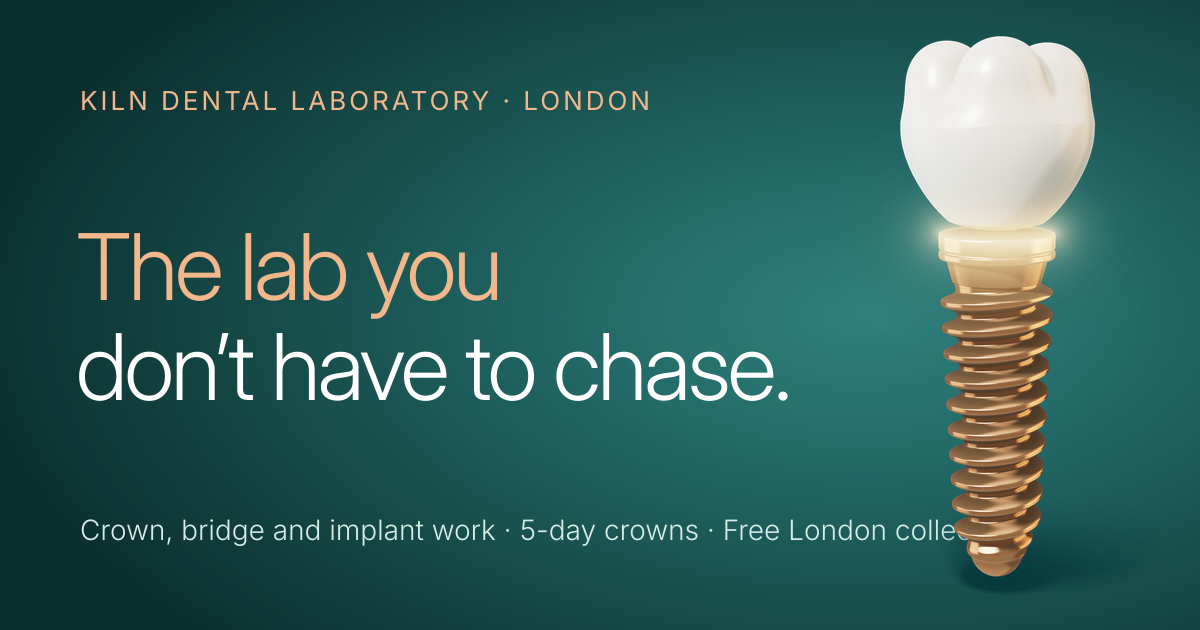 KILN DENTAL LABORATORY · LONDON
The lab you
don’t have to chase.
Crown, bridge and implant work · 5-day crowns · Free London